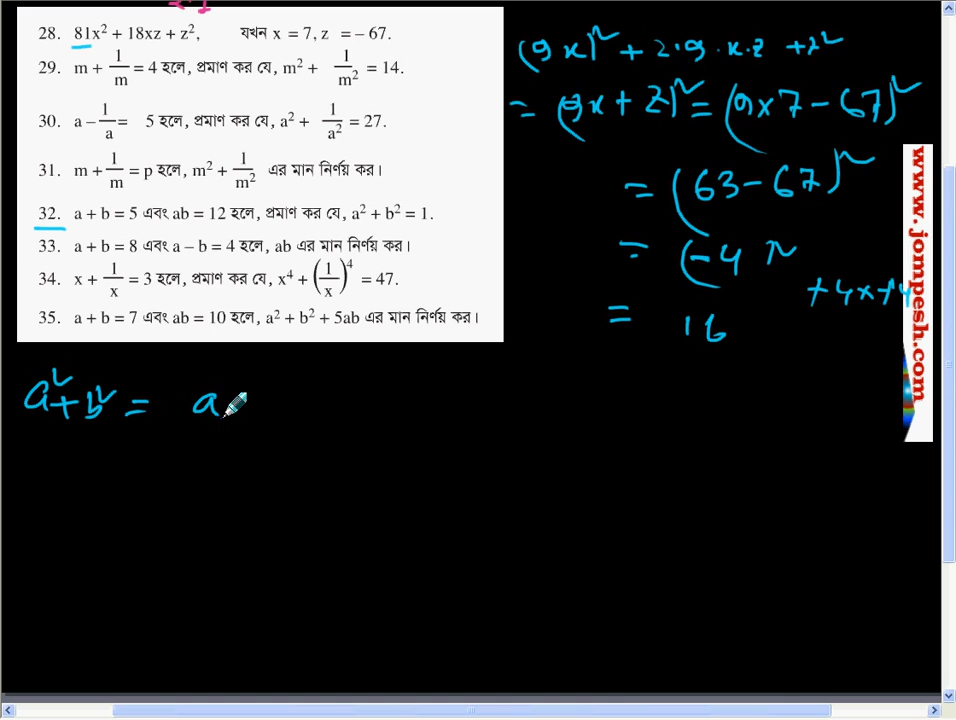 28. 81x² + 18xz + z², যখন x = 7, z = – 67.
29. m + 1/m = 4 হলে, প্রমাণ কর যে, m² + 1/m² = 14.
30. a – 1/a = 5 হলে, প্রমাণ কর যে, a² + 1/a² = 27.
31. m + 1/m = p হলে, m² + 1/m² এর মান নির্ণয় কর।
32. a + b = 5 এবং ab = 12 হলে, প্রমাণ কর যে, a² + b² = 1.
33. a + b = 8 এবং a – b = 4 হলে, ab এর মান নির্ণয় কর।
34. x + 1/x = 3 হলে, প্রমাণ কর যে, x⁴ + (1/x)⁴ = 47.
35. a + b = 7 এবং ab = 10 হলে, a² + b² + 5ab এর মান নির্ণয় কর।
(9x)² + 2·9·x·z + z²
= (9x + z)² = (9x7 – 67)²
= (63 – 67)²
= (–4)²
+ 4x + 4
= 16
www.jompesh.com
a² + b² = a